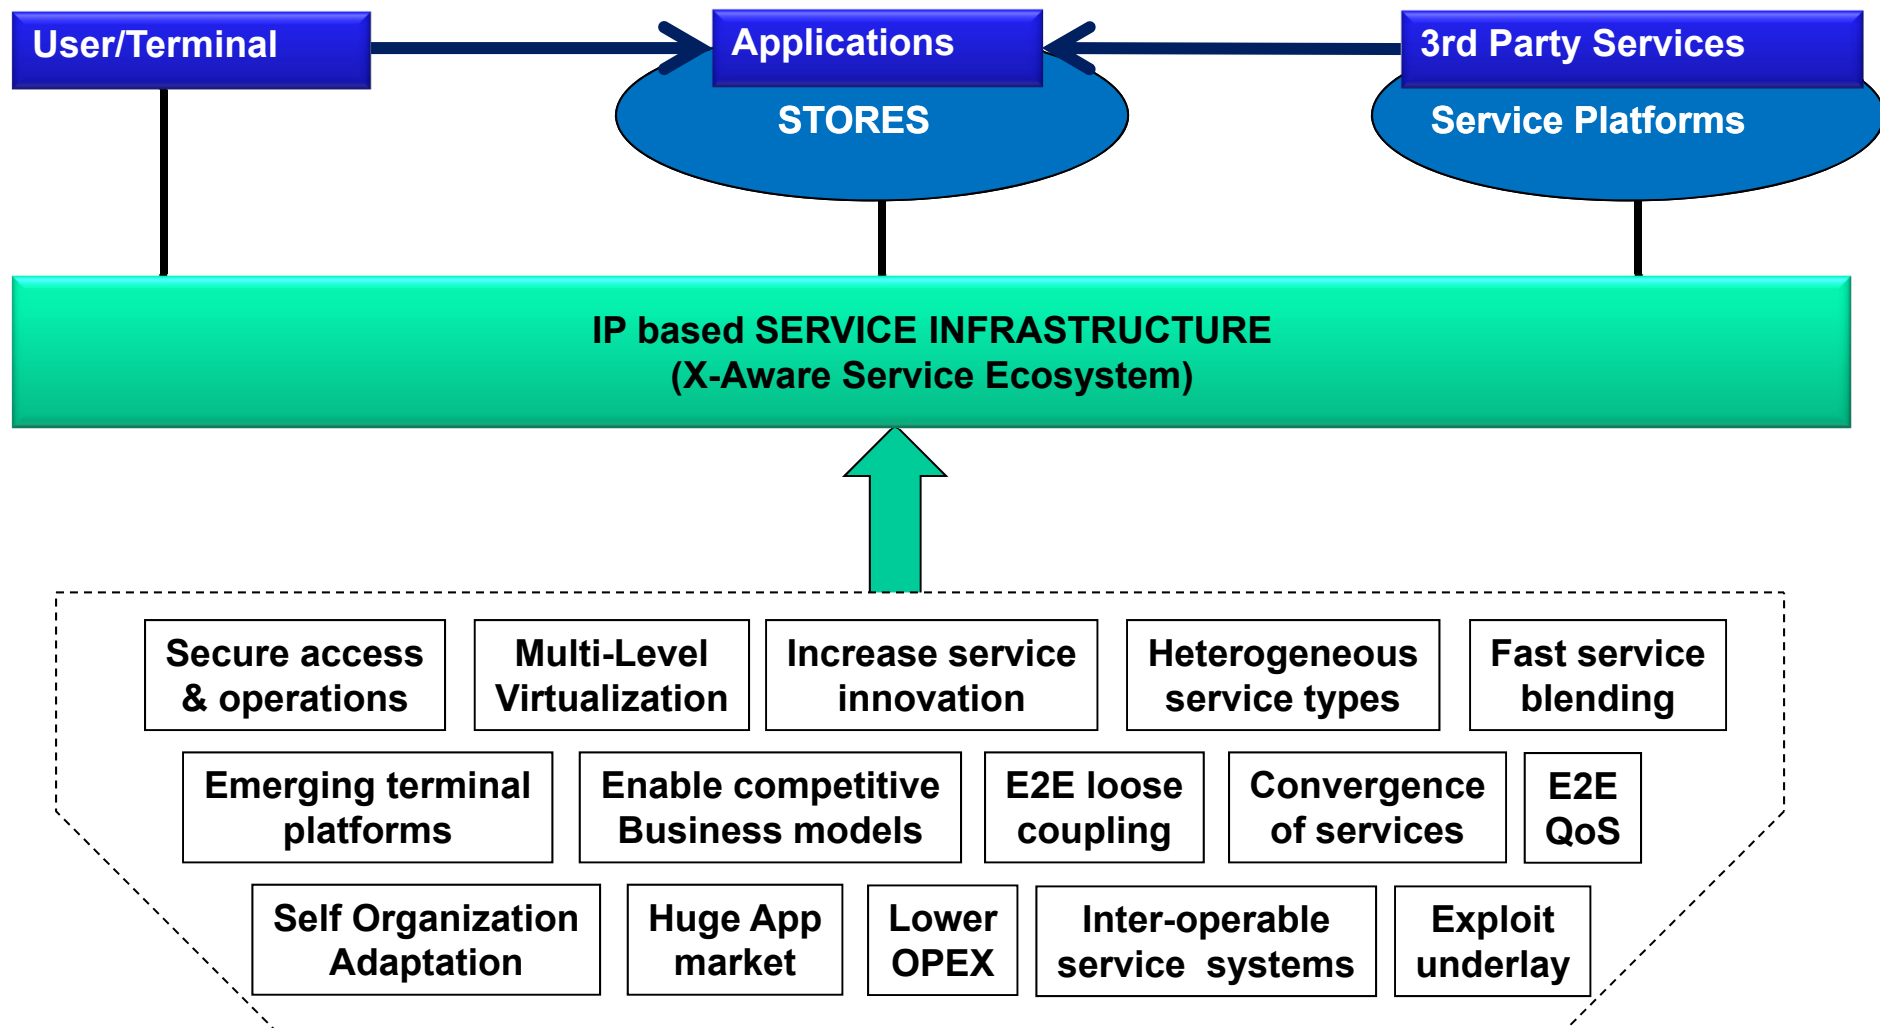 User/Terminal
Applications
3rd Party Services
STORES
Service Platforms
IP based SERVICE INFRASTRUCTURE
(X-Aware Service Ecosystem)
Secure access
& operations
Multi-Level
Virtualization
Increase service
innovation
Heterogeneous
service types
Fast service
blending
Emerging terminal
platforms
Enable competitive
Business models
E2E loose
coupling
Convergence
of services
E2E
QoS
Self Organization
Adaptation
Huge App
market
Lower
OPEX
Inter-operable
service systems
Exploit
underlay